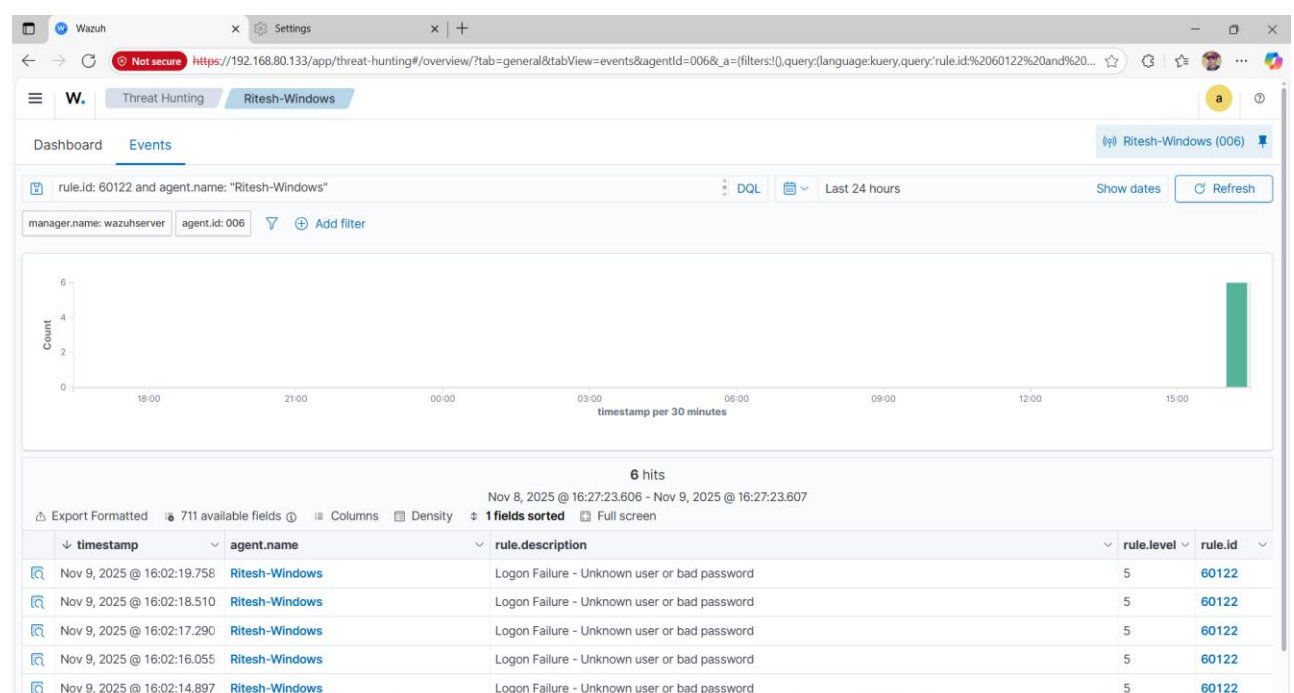 Wazuh Settings
Not secure https://192.168.80.133/app/threat-hunting#/overview/?tab=general&tabView=events&agentId=006&_a=(filters:!(),query:(language:kuery,query:'rule.id:%2060122%20and%20...
W. Threat Hunting Ritesh-Windows a
Dashboard Events Ritesh-Windows (006)
rule.id: 60122 and agent.name: "Ritesh-Windows" DQL Last 24 hours Show dates Refresh
manager.name: wazuhserver agent.id: 006 Add filter
6
4
2
0
Count
18:00 21:00 00:00 03:00 06:00 09:00 12:00 15:00
timestamp per 30 minutes
6 hits
Nov 8, 2025 @ 16:27:23.606 - Nov 9, 2025 @ 16:27:23.607
Export Formatted 711 available fields Columns Density 1 fields sorted Full screen
timestamp agent.name rule.description rule.level rule.id
Nov 9, 2025 @ 16:02:19.758 Ritesh-Windows Logon Failure - Unknown user or bad password 5 60122
Nov 9, 2025 @ 16:02:18.510 Ritesh-Windows Logon Failure - Unknown user or bad password 5 60122
Nov 9, 2025 @ 16:02:17.290 Ritesh-Windows Logon Failure - Unknown user or bad password 5 60122
Nov 9, 2025 @ 16:02:16.055 Ritesh-Windows Logon Failure - Unknown user or bad password 5 60122
Nov 9, 2025 @ 16:02:14.897 Ritesh-Windows Logon Failure - Unknown user or bad password 5 60122